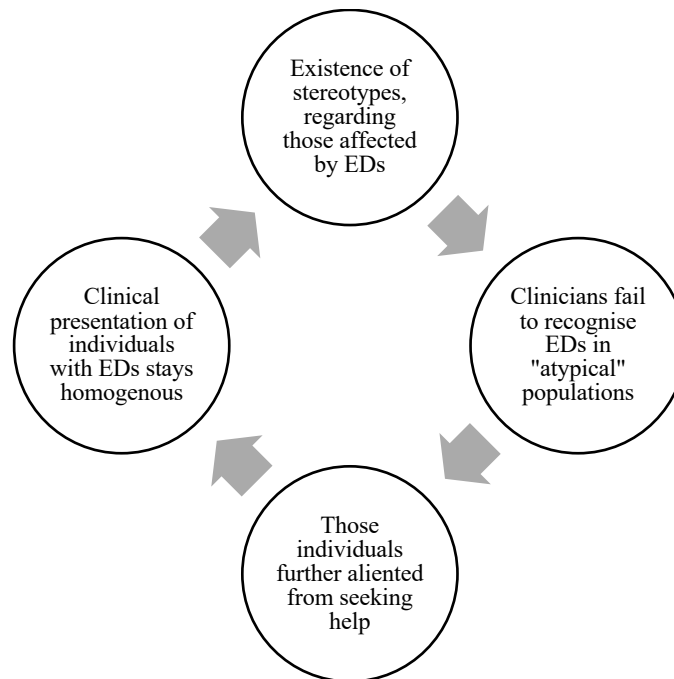 Existence of
stereotypes,
regarding
those affected
by EDs
Clinicians fail
to recognise
EDs in
"atypical"
populations
Those
individuals
further aliented
from seeking
help
Clinical
presentation of
individuals
with EDs stays
homogenous